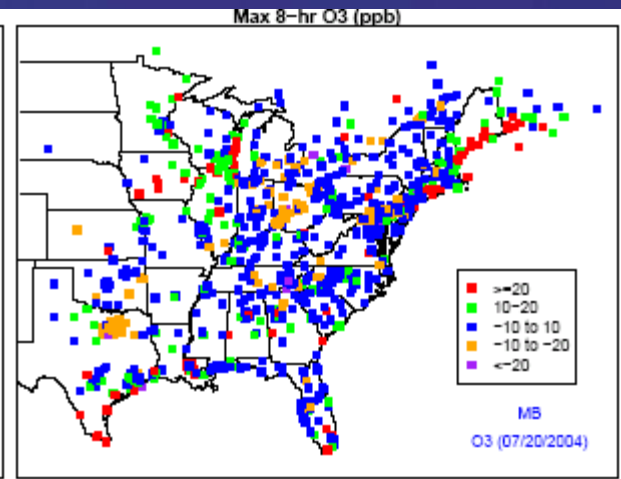 Max 8-hr O3 (ppb)
>=20
10-20
-10 to 10
-10 to -20
<-20
MB
O3 (07/20/2004)